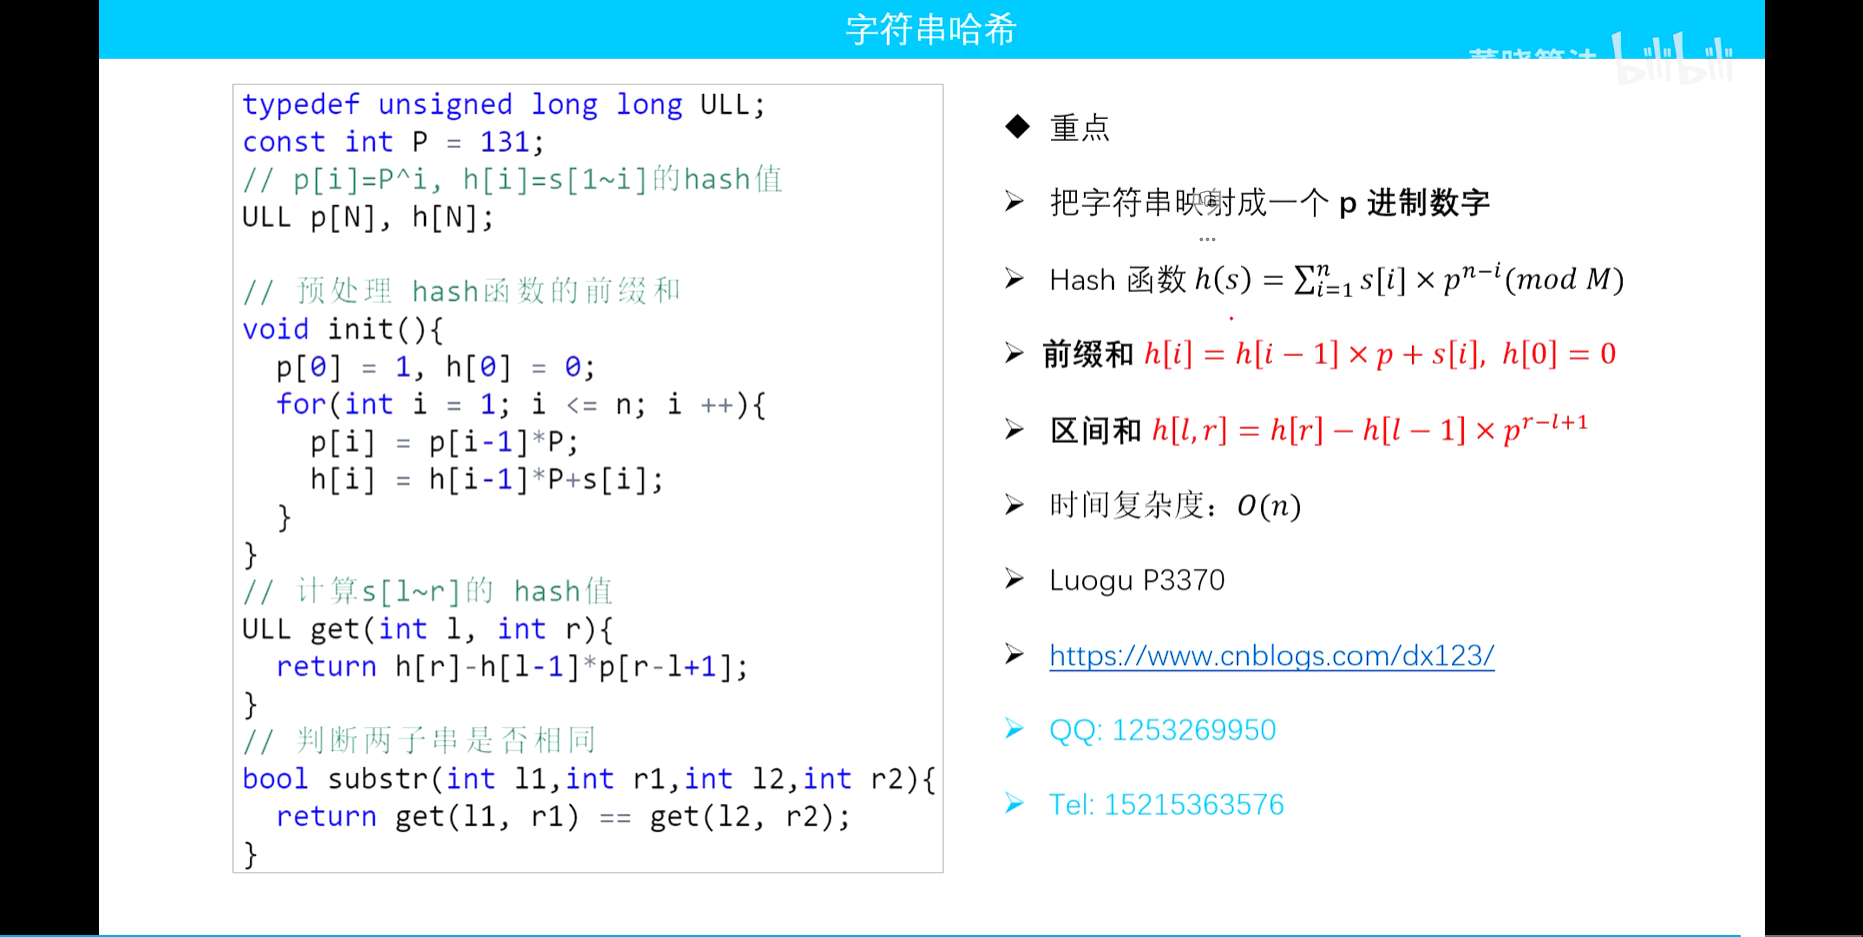 字符串哈希
bilibili
typedef unsigned long long ULL;
const int P = 131;
// p[i]=P^i, h[i]=s[1~i]的hash值
ULL p[N], h[N];
// 预处理 hash函数的前缀和
void init(){
p[0] = 1, h[0] = 0;
for(int i = 1; i <= n; i ++){
p[i] = p[i-1]*P;
h[i] = h[i-1]*P+s[i];
}
}
// 计算s[l~r]的 hash值
ULL get(int l, int r){
return h[r]-h[l-1]*p[r-l+1];
}
// 判断两子串是否相同
bool substr(int l1,int r1,int l2,int r2){
return get(l1, r1) == get(l2, r2);
}
◆ 重点
➢ 把字符串映射成一个 p 进制数字
➢ Hash 函数 h(s) = ∑ⁿᵢ₌₁ s[i] × pⁿ⁻ⁱ(mod M)
➢ 前缀和 h[i] = h[i − 1] × p + s[i], h[0] = 0
➢ 区间和 h[l, r] = h[r] − h[l − 1] × pʳ⁻ˡ⁺¹
➢ 时间复杂度：O(n)
➢ Luogu P3370
➢ https://www.cnblogs.com/dx123/
➢ QQ: 1253269950
➢ Tel: 15215363576